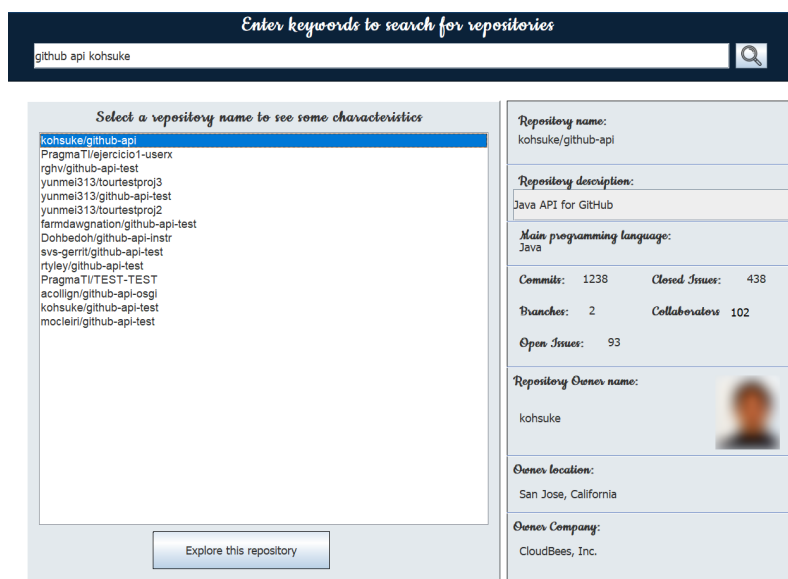 Enter keywords to search for repositories
github api kohsuke
Select a repository name to see some characteristics
kohsuke/github-api
PragmaTI/ejercicio1-userx
rghv/github-api-test
yunmei313/tourtestproj3
yunmei313/github-api-test
yunmei313/tourtestproj2
farmdawgnation/github-api-test
Dohbedoh/github-api-instr
svs-gerrit/github-api-test
rtyley/github-api-test
PragmaTI/TEST-TEST
acollign/github-api-osgi
kohsuke/github-api-test
mocleiri/github-api-test
Explore this repository
Repository name:
kohsuke/github-api
Repository description:
Java API for GitHub
Main programming language:
Java
Commits: 1238 Closed Issues: 438
Branches: 2 Collaborators 102
Open Issues: 93
Repository Owner name:
kohsuke
Owner location:
San Jose, California
Owner Company:
CloudBees, Inc.